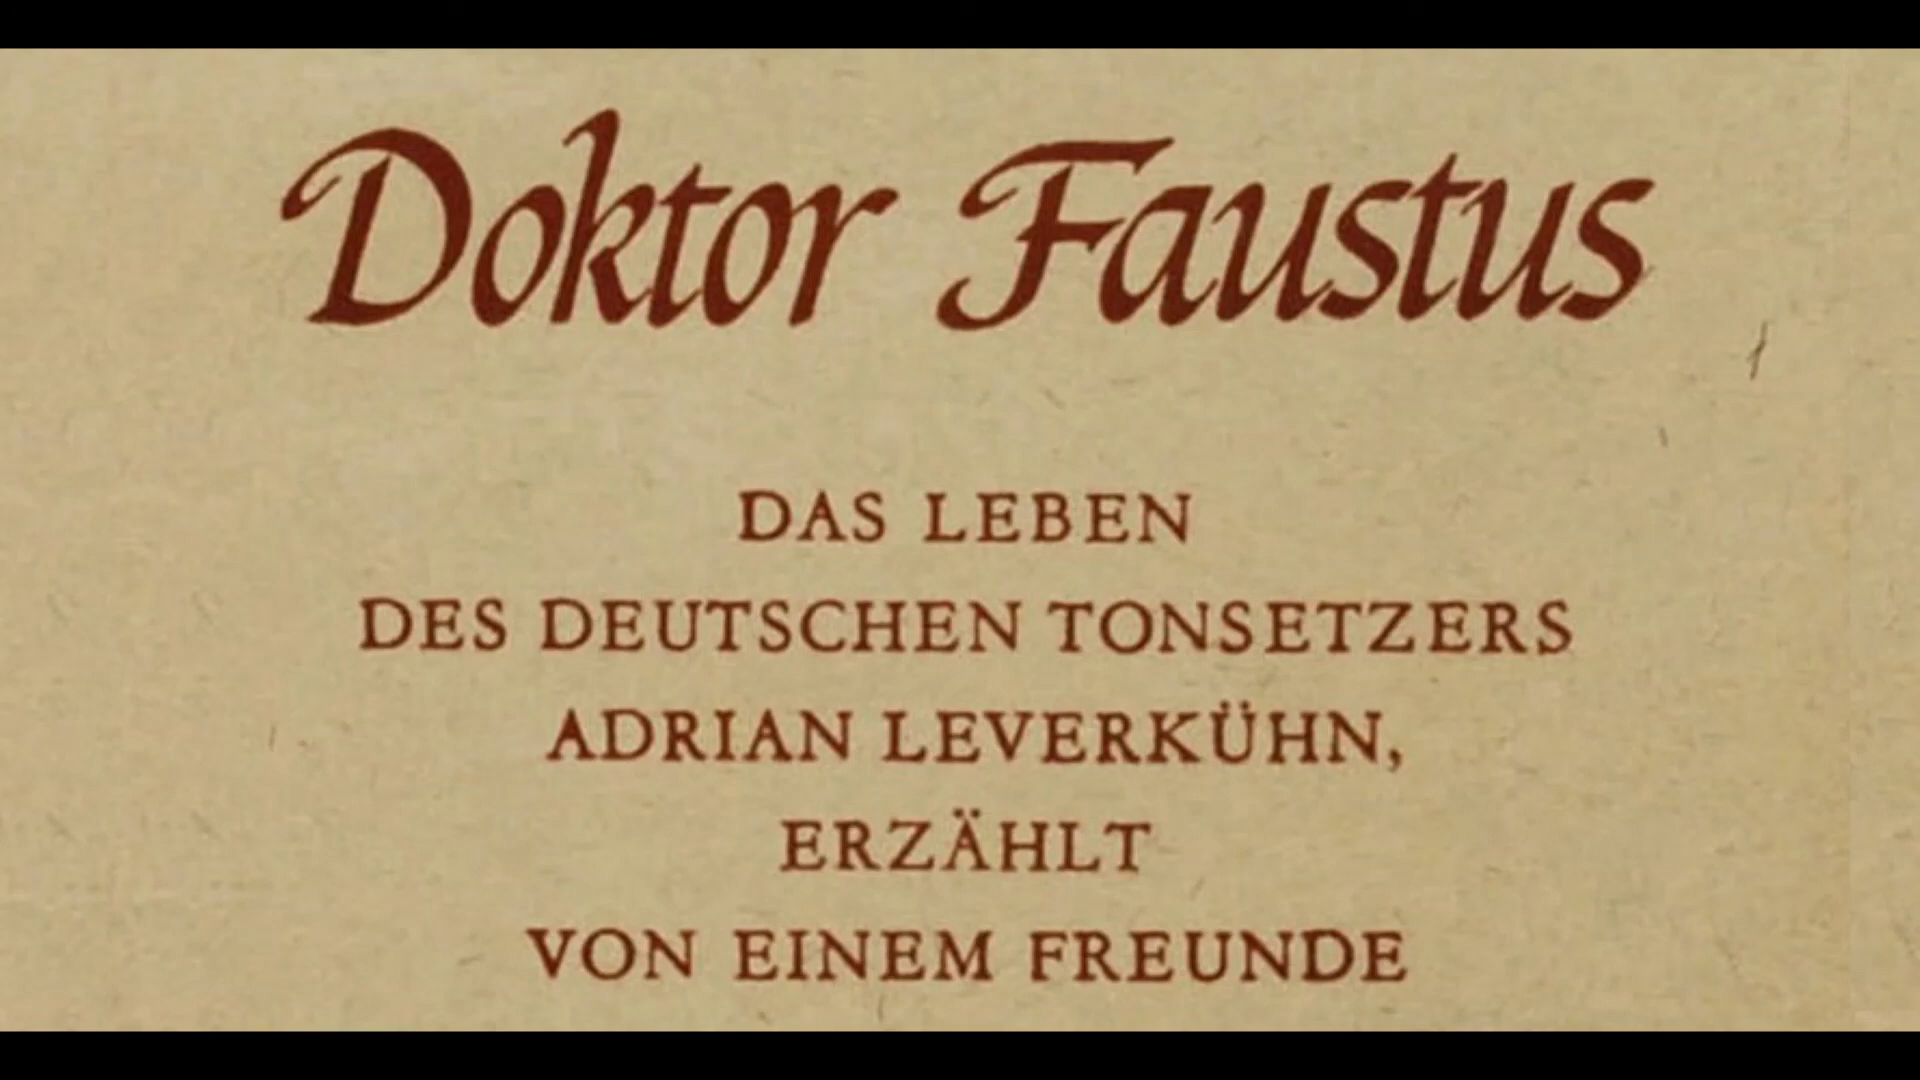 Doktor Faustus
DAS LEBEN
DES DEUTSCHEN TONSETZERS
ADRIAN LEVERKÜHN,
ERZÄHLT
VON EINEM FREUNDE